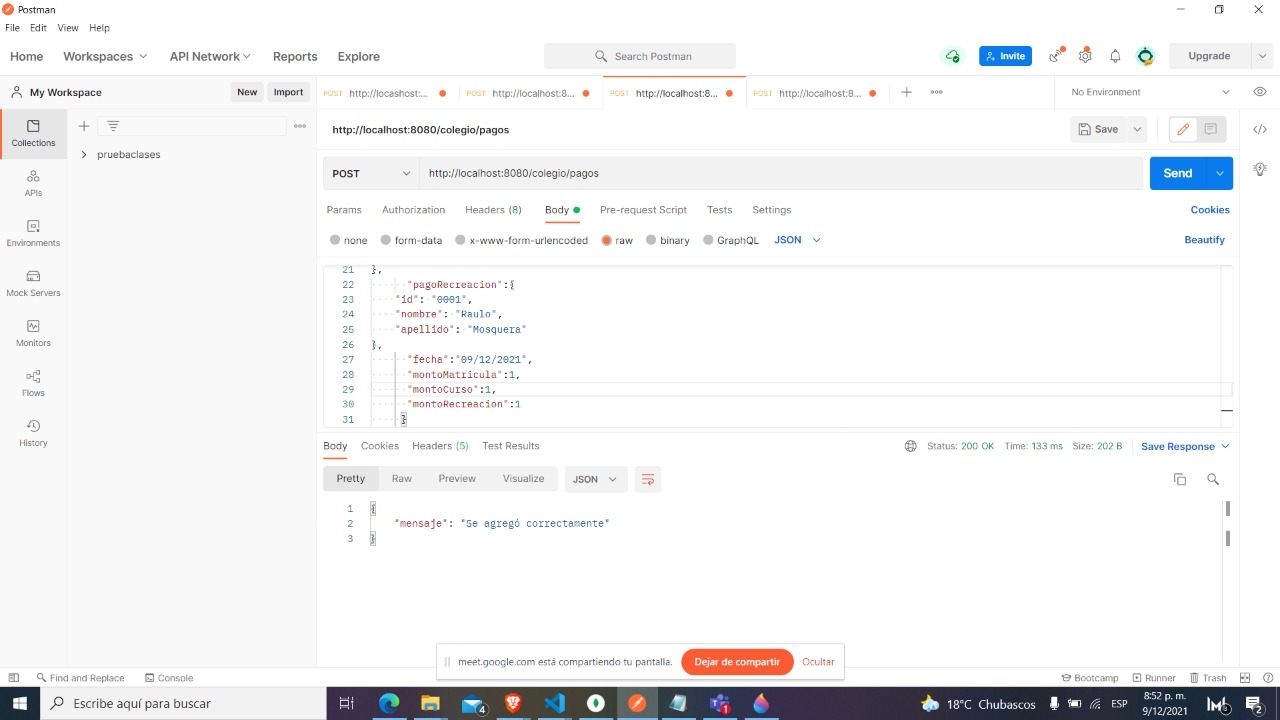 Postman
File Edit View Help
Home Workspaces API Network Reports Explore Search Postman Invite Upgrade
My Workspace New Import POST http://locashost:... POST http://localhost:8... POST http://localhost:8... POST http://localhost:8... No Environment
http://localhost:8080/colegio/pagos Save
Collections
pruebaclases
POST http://localhost:8080/colegio/pagos Send
APIs
Params Authorization Headers (8) Body Pre-request Script Tests Settings Cookies
Environments
none form-data x-www-form-urlencoded raw binary GraphQL JSON Beautify
Mock Servers
21 },
22 "pagoRecreacion":{
23 "id": "0001",
24 "nombre": "Raulo",
25 "apellido": "Mosquera"
26 },
27 "fecha":"09/12/2021",
28 "montoMatricula":1,
29 "montoCurso":1,
30 "montoRecreacion":1
31 }
Monitors
Flows
History
Body Cookies Headers (5) Test Results Status: 200 OK Time: 133 ms Size: 202 B Save Response
Pretty Raw Preview Visualize JSON
1 {
2 "mensaje": "Se agregó correctamente"
3 }
meet.google.com está compartiendo tu pantalla. Dejar de compartir Ocultar
Find and Replace Console Bootcamp Runner Trash
Escribe aquí para buscar 4 1 18°C Chubascos ESP 8:52 p. m. 9/12/2021 2